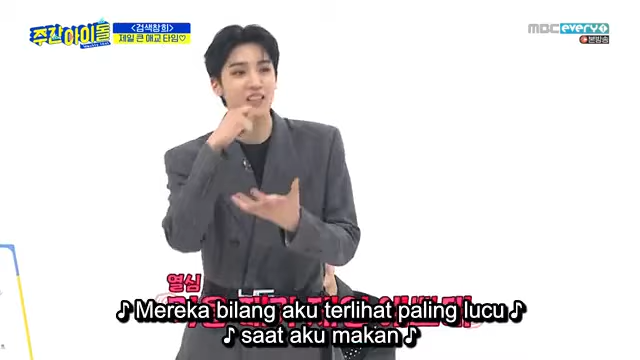 주간아이돌
<검색창희>
제일 큰 애교 타임♡
MBC every1
본방송
열심
♪ Mereka bilang aku terlihat paling lucu ♪
♪ saat aku makan ♪